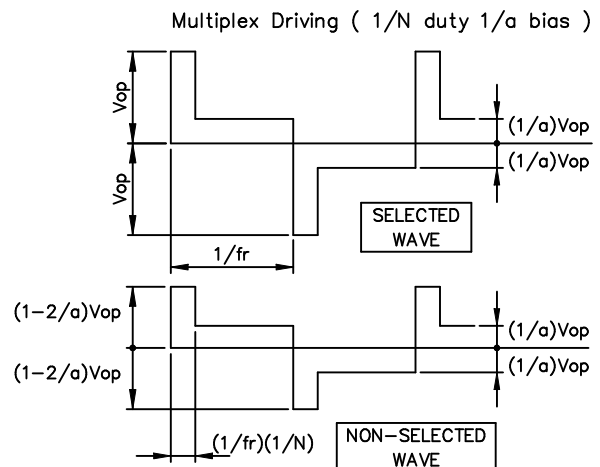 Multiplex Driving ( 1/N duty 1/a bias )
Vop
(1/a)Vop
(1/a)Vop
Vop
SELECTED
WAVE
1/fr
(1-2/a)Vop
(1/a)Vop
(1-2/a)Vop
(1/a)Vop
(1/fr)(1/N)
NON-SELECTED
WAVE